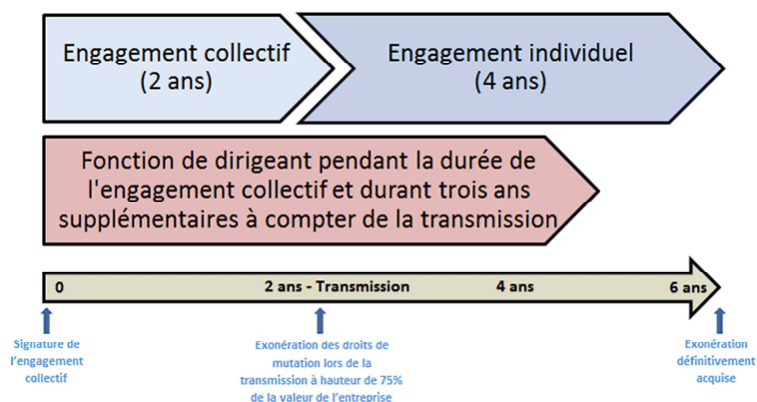 Engagement collectif
(2 ans)
Engagement individuel
(4 ans)
Fonction de dirigeant pendant la durée de
l'engagement collectif et durant trois ans
supplémentaires à compter de la transmission
0
2 ans - Transmission
4 ans
6 ans
Signature de
l'engagement
collectif
Exonération des droits de
mutation lors de la
transmission à hauteur de 75%
de la valeur de l'entreprise
Exonération
définitivement
acquise